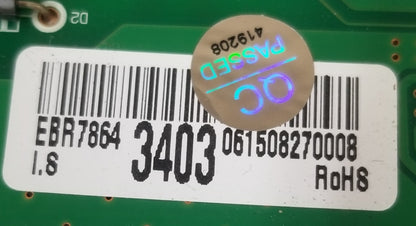 D2
419208
PASSED
QC
EBR7864 3403 061508270008
I.S RoHS